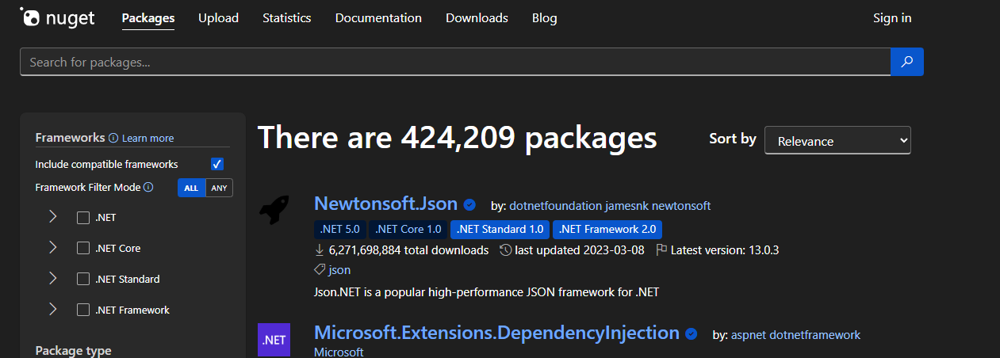 nuget Packages Upload Statistics Documentation Downloads Blog Sign in
Search for packages...
Frameworks Learn more
Include compatible frameworks
Framework Filter Mode ALL ANY
.NET
.NET Core
.NET Standard
.NET Framework
Package type
There are 424,209 packages
Sort by Relevance
Newtonsoft.Json by: dotnetfoundation jamesnk newtonsoft
.NET 5.0 .NET Core 1.0 .NET Standard 1.0 .NET Framework 2.0
6,271,698,884 total downloads last updated 2023-03-08 Latest version: 13.0.3
json
Json.NET is a popular high-performance JSON framework for .NET
.NET
Microsoft.Extensions.DependencyInjection by: aspnet dotnetframework
Microsoft